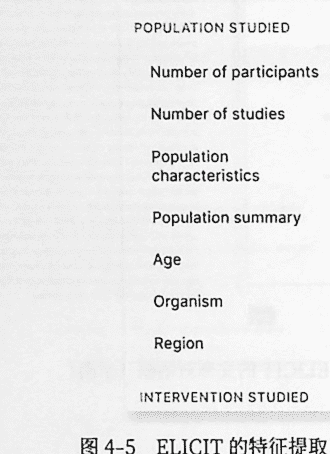 POPULATION STUDIED
Number of participants
Number of studies
Population
characteristics
Population summary
Age
Organism
Region
INTERVENTION STUDIED
图 4-5 ELICIT 的特征提取